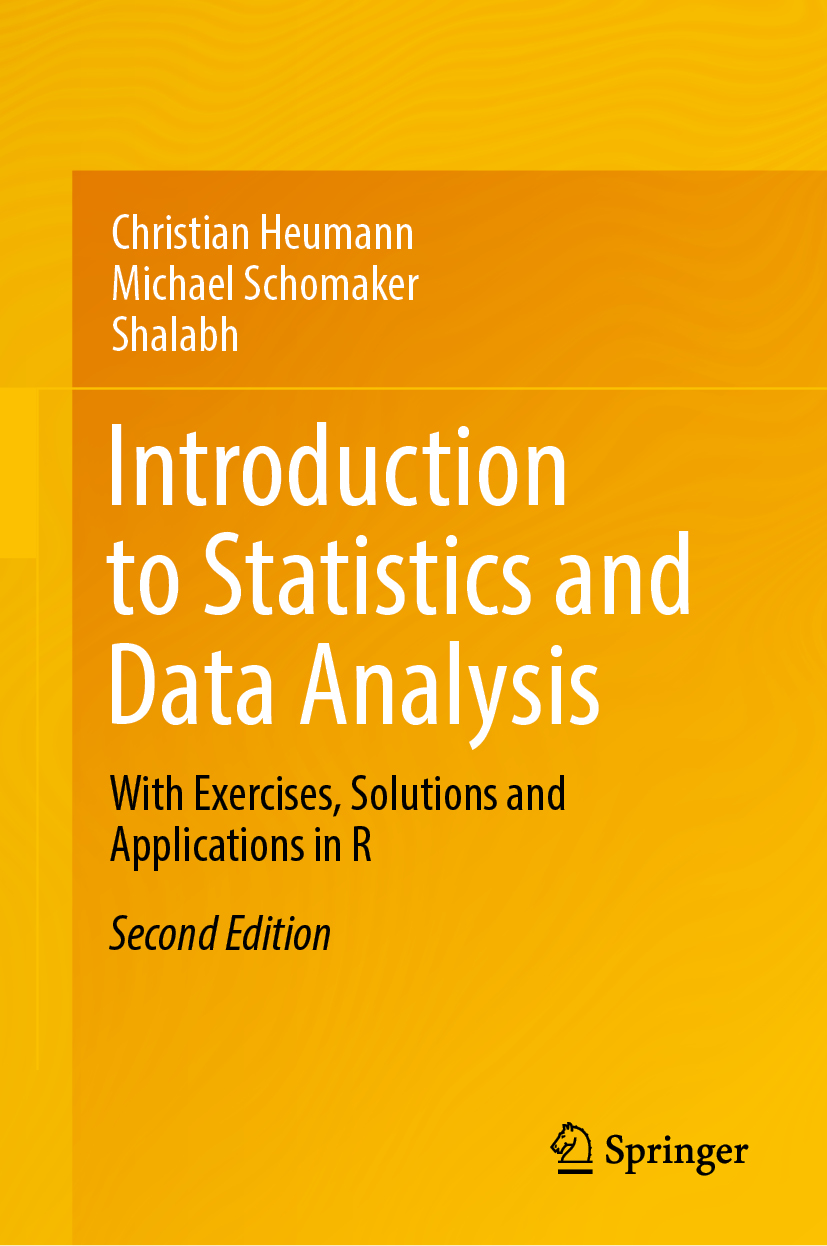 Christian Heumann
Michael Schomaker
Shalabh
Introduction
to Statistics and
Data Analysis
With Exercises, Solutions and
Applications in R
Second Edition
Springer